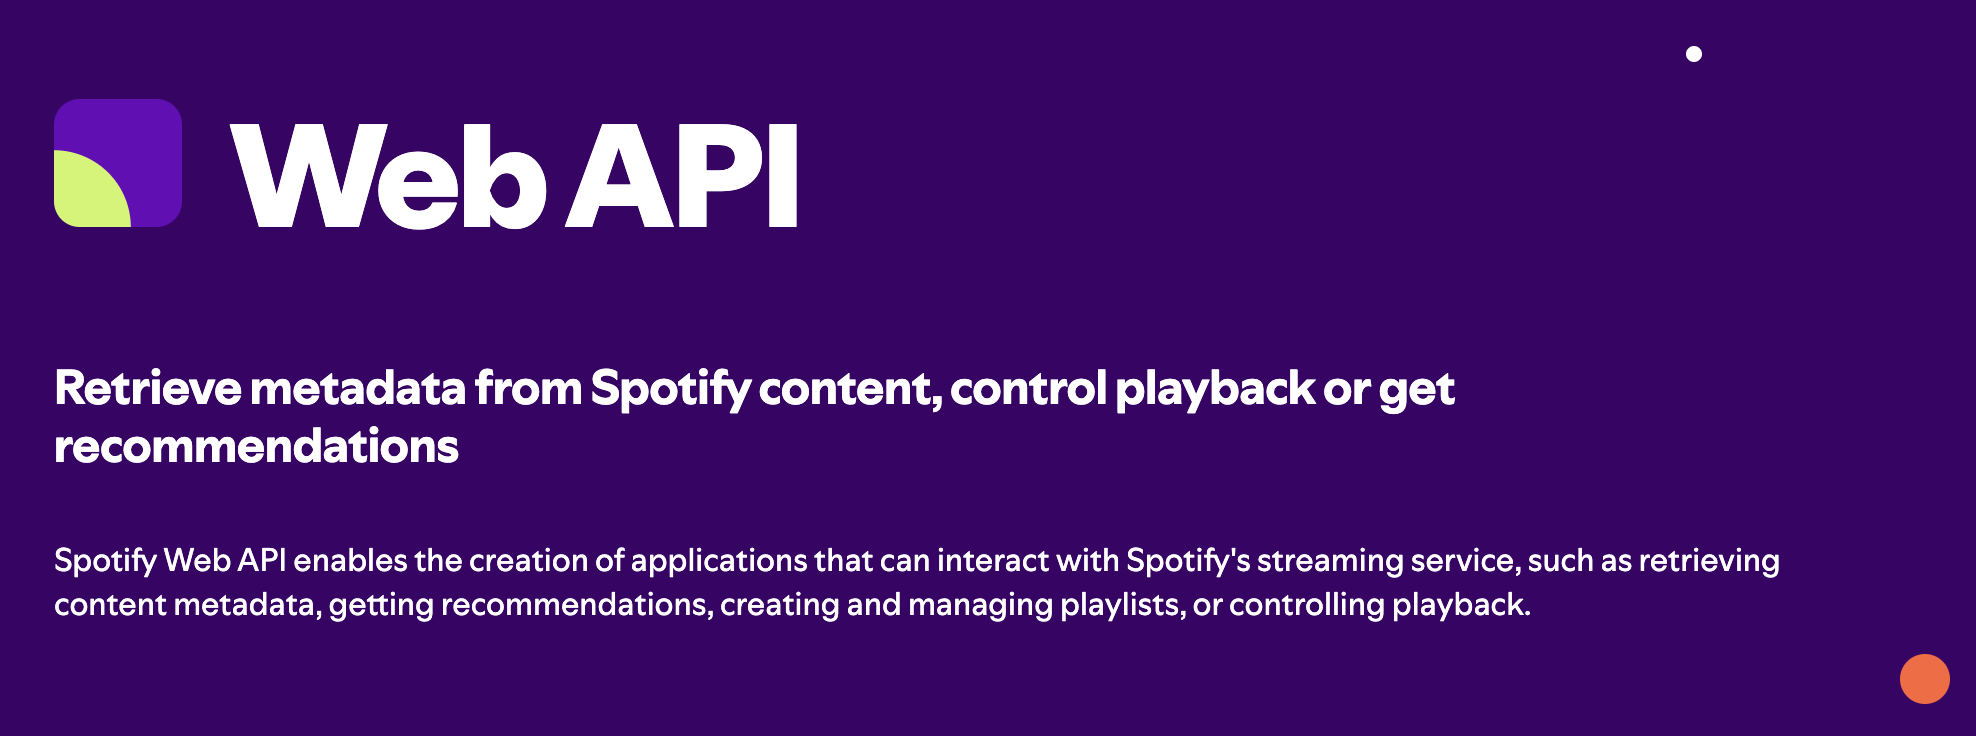 Web API
Retrieve metadata from Spotify content, control playback or get
recommendations
Spotify Web API enables the creation of applications that can interact with Spotify's streaming service, such as retrieving
content metadata, getting recommendations, creating and managing playlists, or controlling playback.